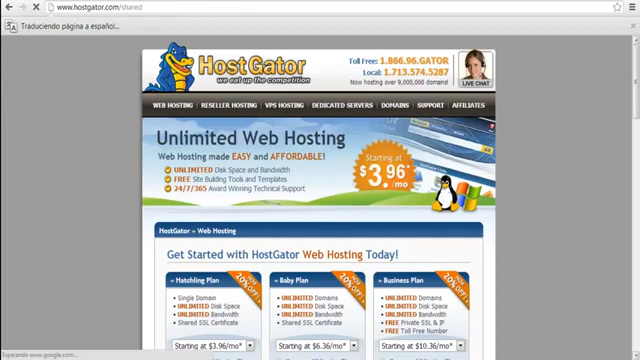 www.hostgator.com/shared
Traduciendo página a español...
HostGator
we eat up the competition
Toll Free: 1.866.96.GATOR
Local: 1.713.574.5287
Now hosting over 9,000,000 domains!
LIVE CHAT
WEB HOSTING | RESELLER HOSTING | VPS HOSTING | DEDICATED SERVERS | DOMAINS | SUPPORT | AFFILIATES
Unlimited Web Hosting
Web Hosting made EASY and AFFORDABLE!
UNLIMITED Disk Space and Bandwidth
FREE Site Building Tools and Templates
24/7/365 Award Winning Technical Support
Starting at
$3.96*
/mo
HostGator » Web Hosting
Get Started with HostGator Web Hosting Today!
» Hatchling Plan
NOW 20% OFF!
Single Domain
UNLIMITED Disk Space
UNLIMITED Bandwidth
Shared SSL Certificate
Starting at $3.96/mo*
» Baby Plan
NOW 20% OFF!
UNLIMITED Domains
UNLIMITED Disk Space
UNLIMITED Bandwidth
Shared SSL Certificate
Starting at $6.36/mo*
» Business Plan
NOW 20% OFF!
UNLIMITED Domains
UNLIMITED Disk Space
UNLIMITED Bandwidth
FREE Private SSL & IP
FREE Toll Free Number
Starting at $10.36/mo*
Esperando www.google.com...